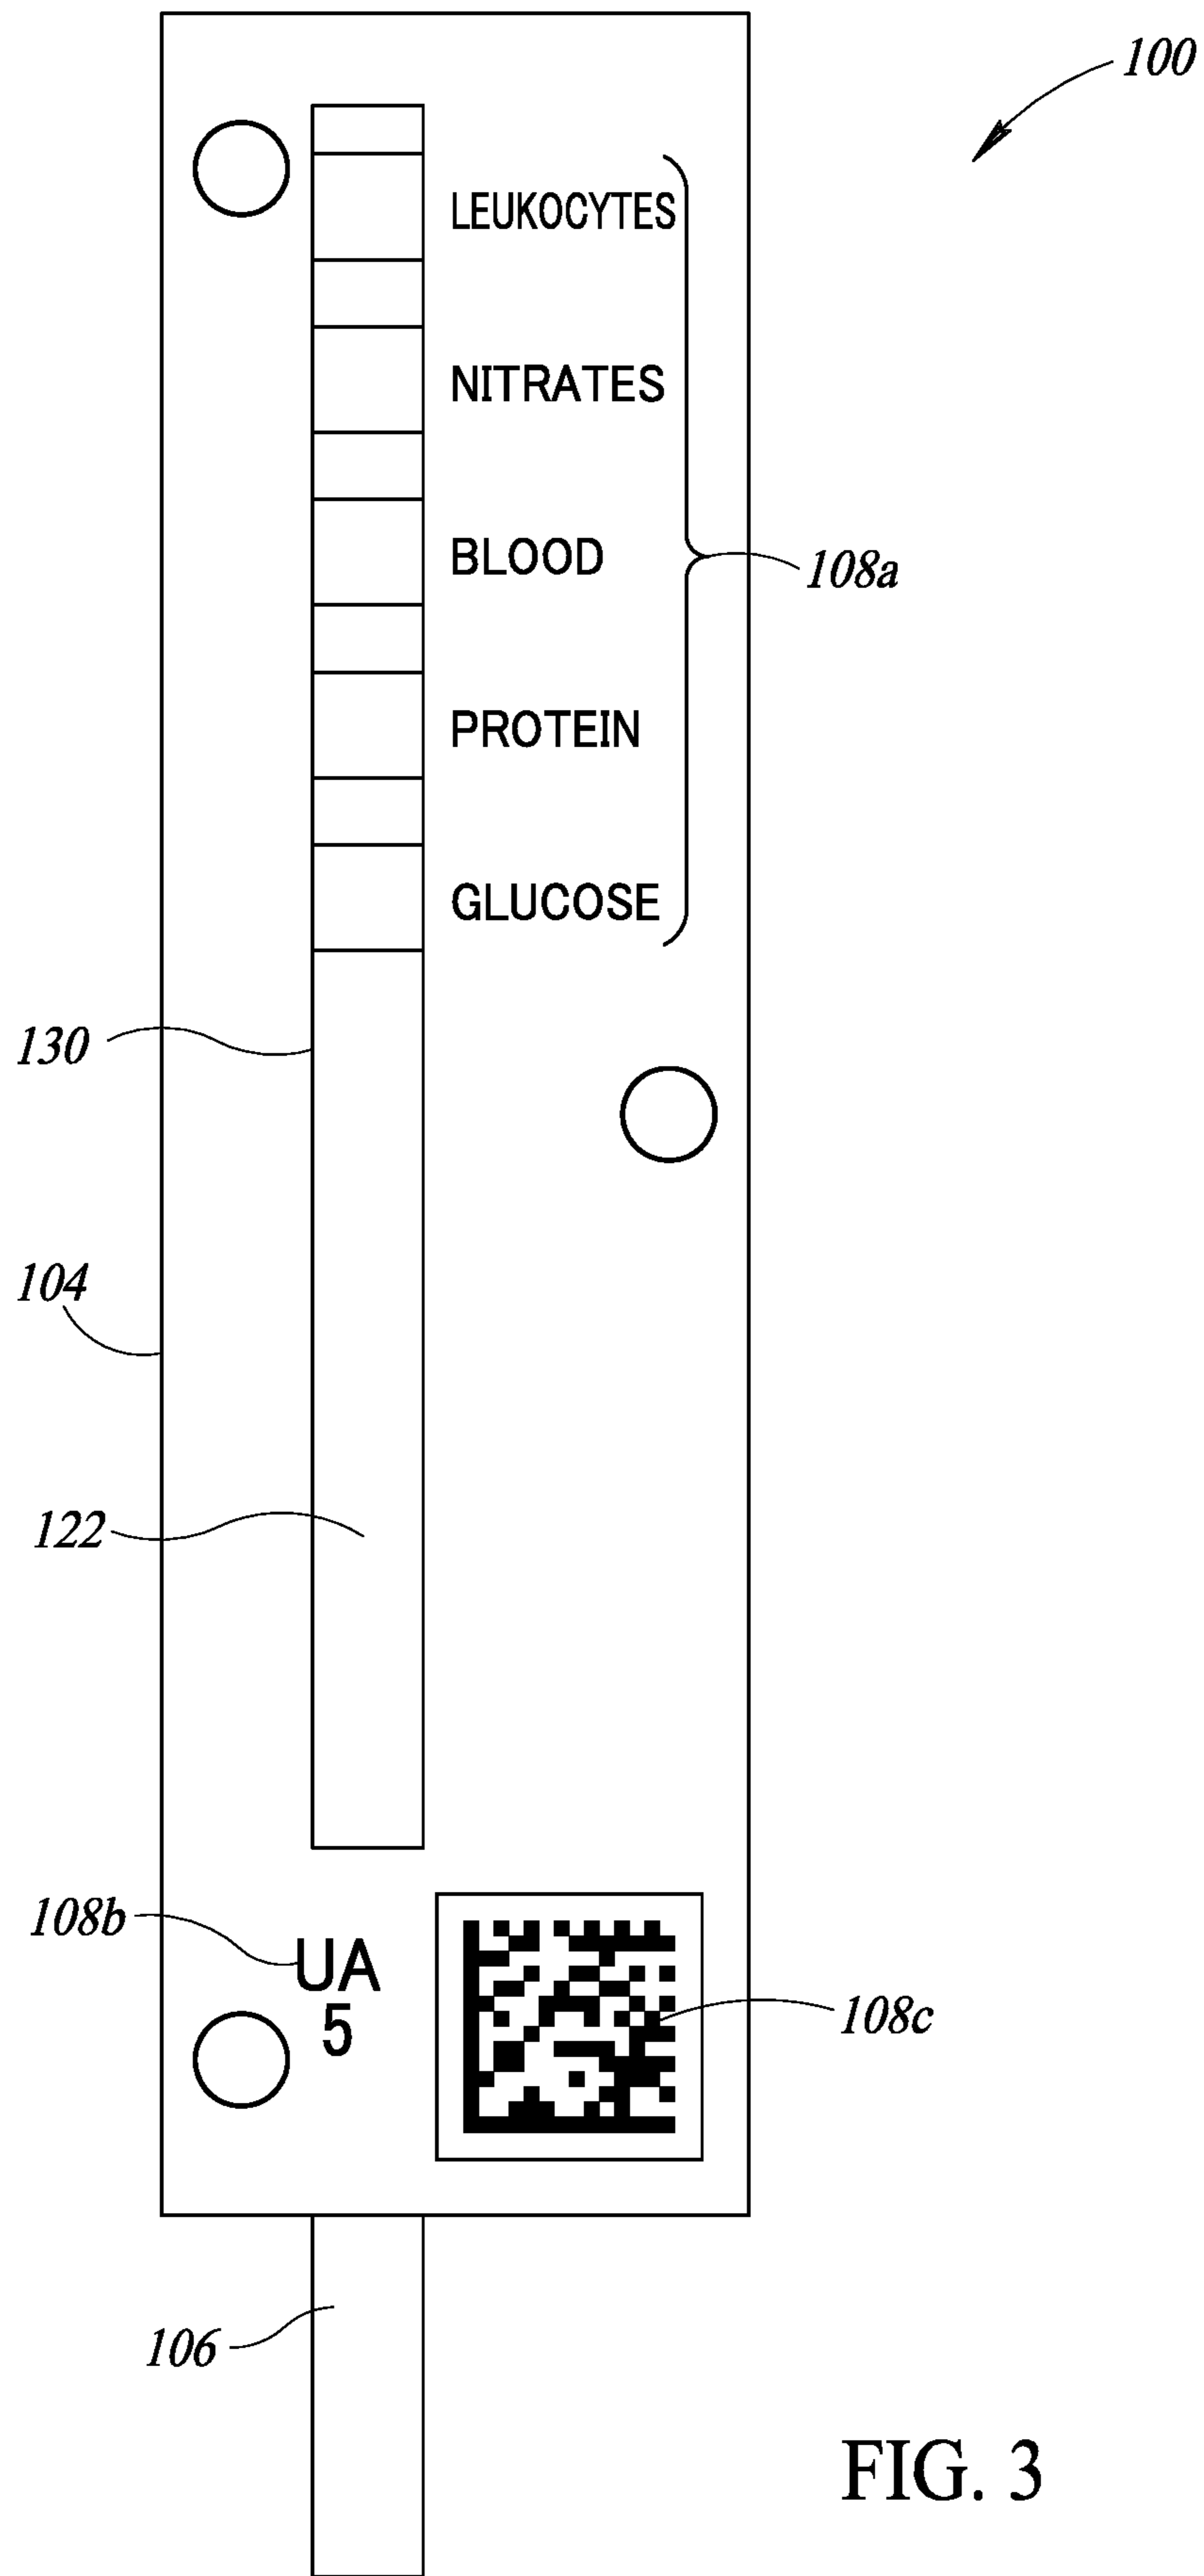 100
LEUKOCYTES
NITRATES
BLOOD
108a
PROTEIN
GLUCOSE
130
104
122
108b
UA
5
108c
106
FIG. 3